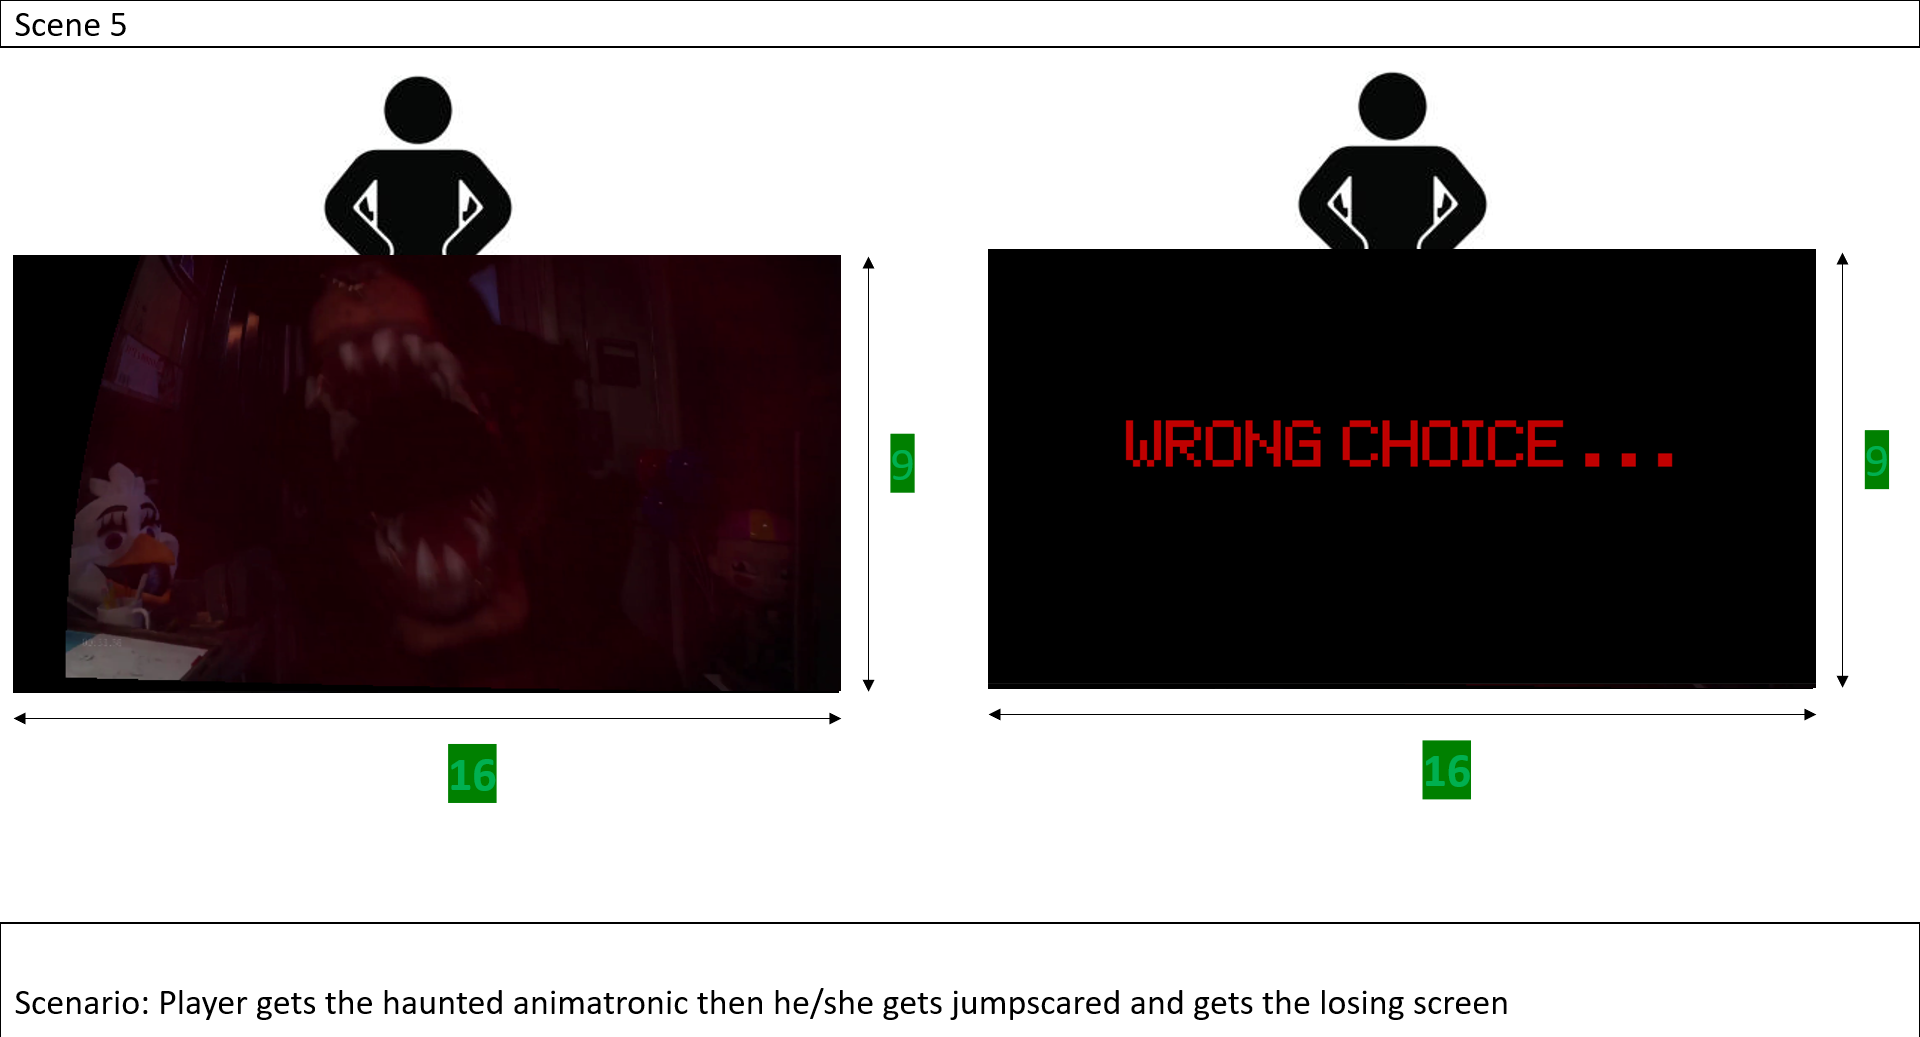 Scene 5
WRONG CHOICE...
9
9
16
16
Scenario: Player gets the haunted animatronic then he/she gets jumpscared and gets the losing screen